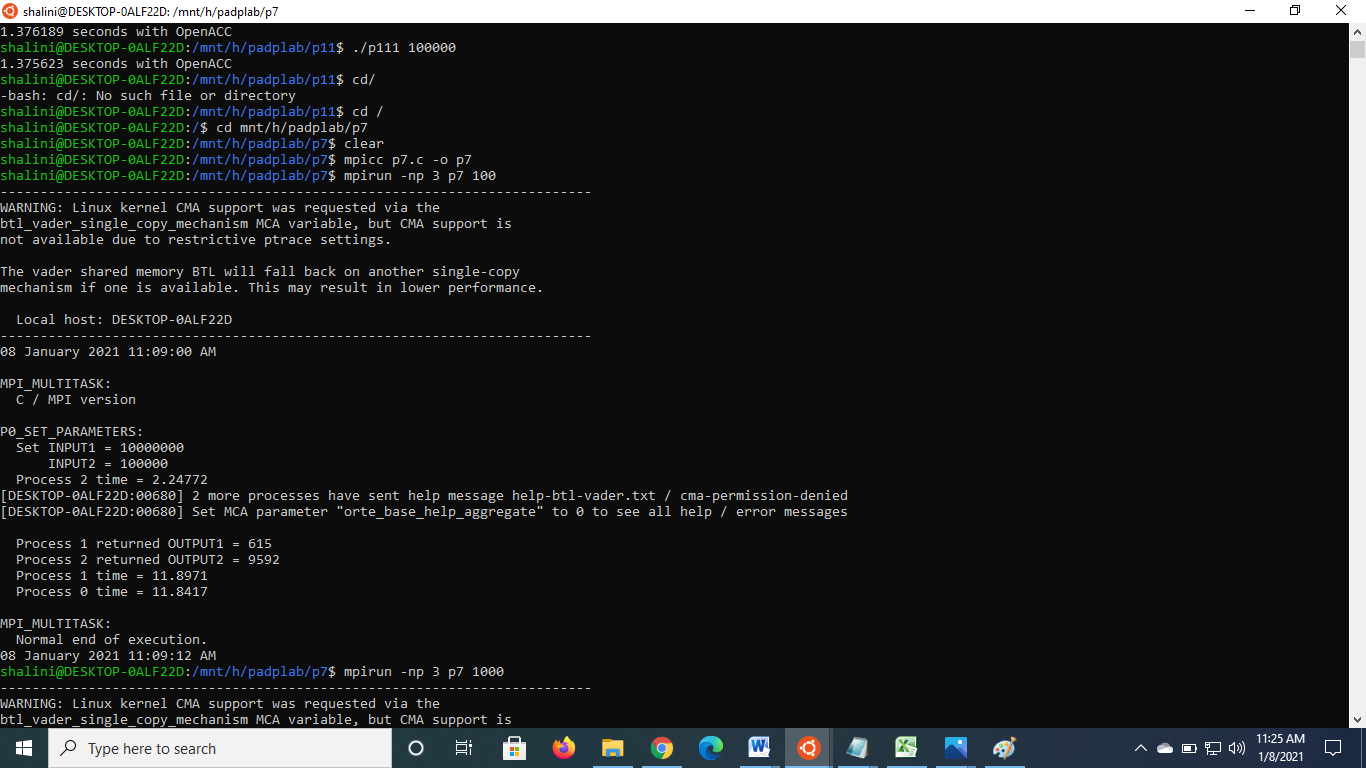 shalini@DESKTOP-0ALF22D: /mnt/h/padplab/p7
1.376189 seconds with OpenACC
shalini@DESKTOP-0ALF22D:/mnt/h/padplab/p11$ ./p111 100000
1.375623 seconds with OpenACC
shalini@DESKTOP-0ALF22D:/mnt/h/padplab/p11$ cd/
-bash: cd/: No such file or directory
shalini@DESKTOP-0ALF22D:/mnt/h/padplab/p11$ cd /
shalini@DESKTOP-0ALF22D:/$ cd mnt/h/padplab/p7
shalini@DESKTOP-0ALF22D:/mnt/h/padplab/p7$ clear
shalini@DESKTOP-0ALF22D:/mnt/h/padplab/p7$ mpicc p7.c -o p7
shalini@DESKTOP-0ALF22D:/mnt/h/padplab/p7$ mpirun -np 3 p7 100
--------------------------------------------------------------------------
WARNING: Linux kernel CMA support was requested via the
btl_vader_single_copy_mechanism MCA variable, but CMA support is
not available due to restrictive ptrace settings.
The vader shared memory BTL will fall back on another single-copy
mechanism if one is available. This may result in lower performance.
Local host: DESKTOP-0ALF22D
--------------------------------------------------------------------------
08 January 2021 11:09:00 AM
MPI_MULTITASK:
C / MPI version
P0_SET_PARAMETERS:
Set INPUT1 = 10000000
INPUT2 = 100000
Process 2 time = 2.24772
[DESKTOP-0ALF22D:00680] 2 more processes have sent help message help-btl-vader.txt / cma-permission-denied
[DESKTOP-0ALF22D:00680] Set MCA parameter "orte_base_help_aggregate" to 0 to see all help / error messages
Process 1 returned OUTPUT1 = 615
Process 2 returned OUTPUT2 = 9592
Process 1 time = 11.8971
Process 0 time = 11.8417
MPI_MULTITASK:
Normal end of execution.
08 January 2021 11:09:12 AM
shalini@DESKTOP-0ALF22D:/mnt/h/padplab/p7$ mpirun -np 3 p7 1000
--------------------------------------------------------------------------
WARNING: Linux kernel CMA support was requested via the
btl_vader_single_copy_mechanism MCA variable, but CMA support is
Type here to search
11:25 AM
1/8/2021